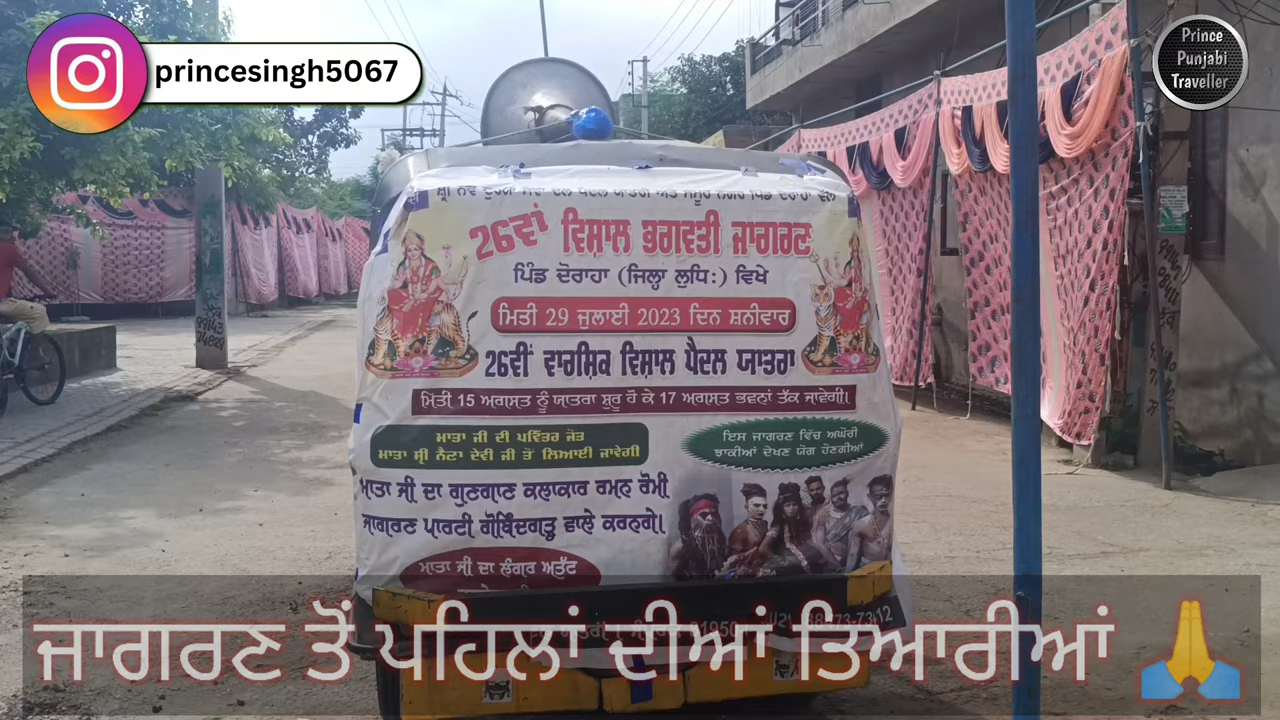 princesingh5067
Prince
Punjabi
Traveller
26ਵਾਂ ਵਿਸ਼ਾਲ ਭਗਵਤੀ ਜਾਗਰਣ
ਪਿੰਡ ਦੋਰਾਹਾ (ਜਿਲ੍ਹਾ ਲੁਧਿ:) ਵਿਖੇ
ਮਿਤੀ 29 ਜੁਲਾਈ 2023 ਦਿਨ ਸ਼ਨੀਵਾਰ
26ਵੀਂ ਵਾਰਸ਼ਿਕ ਵਿਸ਼ਾਲ ਪੈਦਲ ਯਾਤਰਾ
ਮਿਤੀ 15 ਅਗਸਤ ਨੂੰ ਯਾਤਰਾ ਸ਼ੁਰੂ ਹੋ ਕੇ 17 ਅਗਸਤ ਭਵਨਾਂ ਤੱਕ ਜਾਵੇਗੀ।
ਮਾਤਾ ਜੀ ਦੀ ਪਵਿੱਤਰ ਜੋਤ
ਮਾਤਾ ਸ਼੍ਰੀ ਨੈਣਾ ਦੇਵੀ ਜੀ ਤੋਂ ਲਿਆਈ ਜਾਵੇਗੀ
ਇਸ ਜਾਗਰਣ ਵਿੱਚ ਅਘੋਰੀ
ਝਾਕੀਆਂ ਦੇਖਣ ਯੋਗ ਹੋਣਗੀਆਂ
ਮਾਤਾ ਜੀ ਦਾ ਗੁਣਗਾਣ ਕਲਾਕਾਰ ਰਮਨ ਰੋਮੀ
ਜਾਗਰਣ ਪਾਰਟੀ ਗੋਬਿੰਦਗੜ੍ਹ ਵਾਲੇ ਕਰਨਗੇ।
ਮਾਤਾ ਜੀ ਦਾ ਲੰਗਰ ਅਤੁੱਟ
ਜਾਗਰਣ ਤੋਂ ਪਹਿਲਾਂ ਦੀਆਂ ਤਿਆਰੀਆਂ 🙏